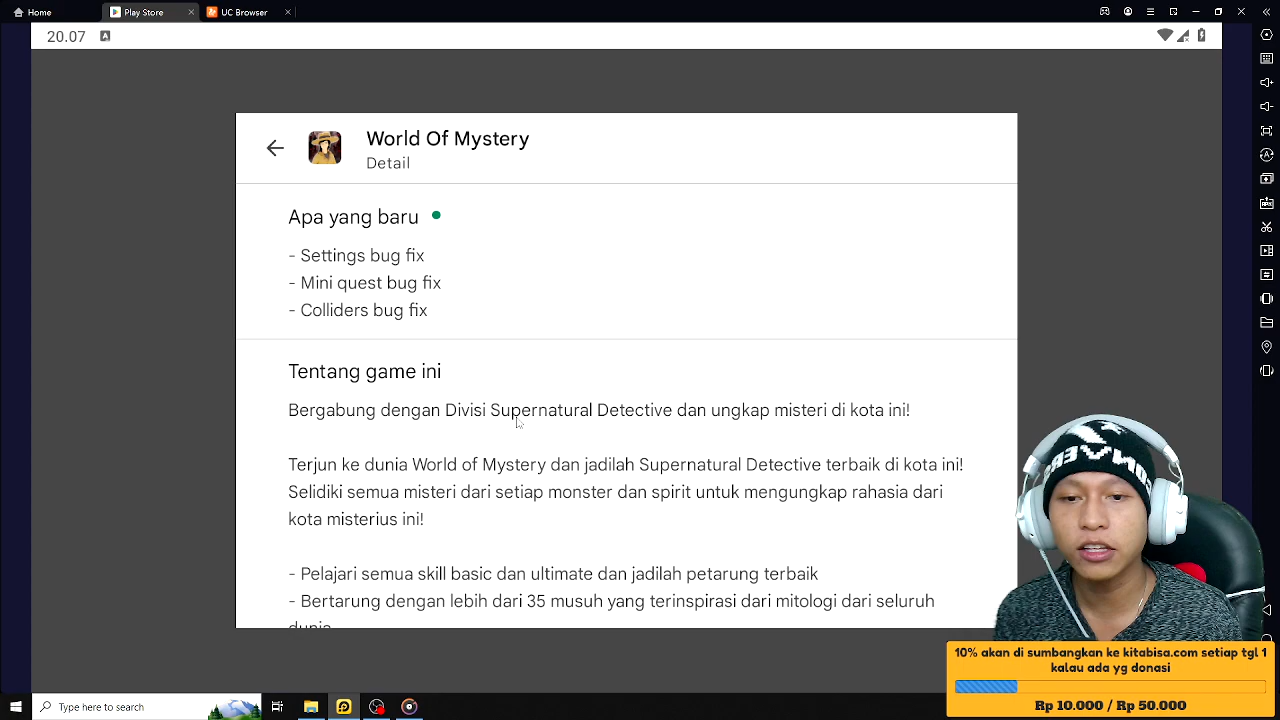 Home
Play Store
UC Browser
20.07
World Of Mystery
Detail
Apa yang baru
- Settings bug fix
- Mini quest bug fix
- Colliders bug fix
Tentang game ini
Bergabung dengan Divisi Supernatural Detective dan ungkap misteri di kota ini!
Terjun ke dunia World of Mystery dan jadilah Supernatural Detective terbaik di kota ini!
Selidiki semua misteri dari setiap monster dan spirit untuk mengungkap rahasia dari
kota misterius ini!
- Pelajari semua skill basic dan ultimate dan jadilah petarung terbaik
- Bertarung dengan lebih dari 35 musuh yang terinspirasi dari mitologi dari seluruh
dunia
10% akan di sumbangkan ke kitabisa.com setiap tgl 1
kalau ada yg donasi
Rp 10.000 / Rp 50.000
Type here to search